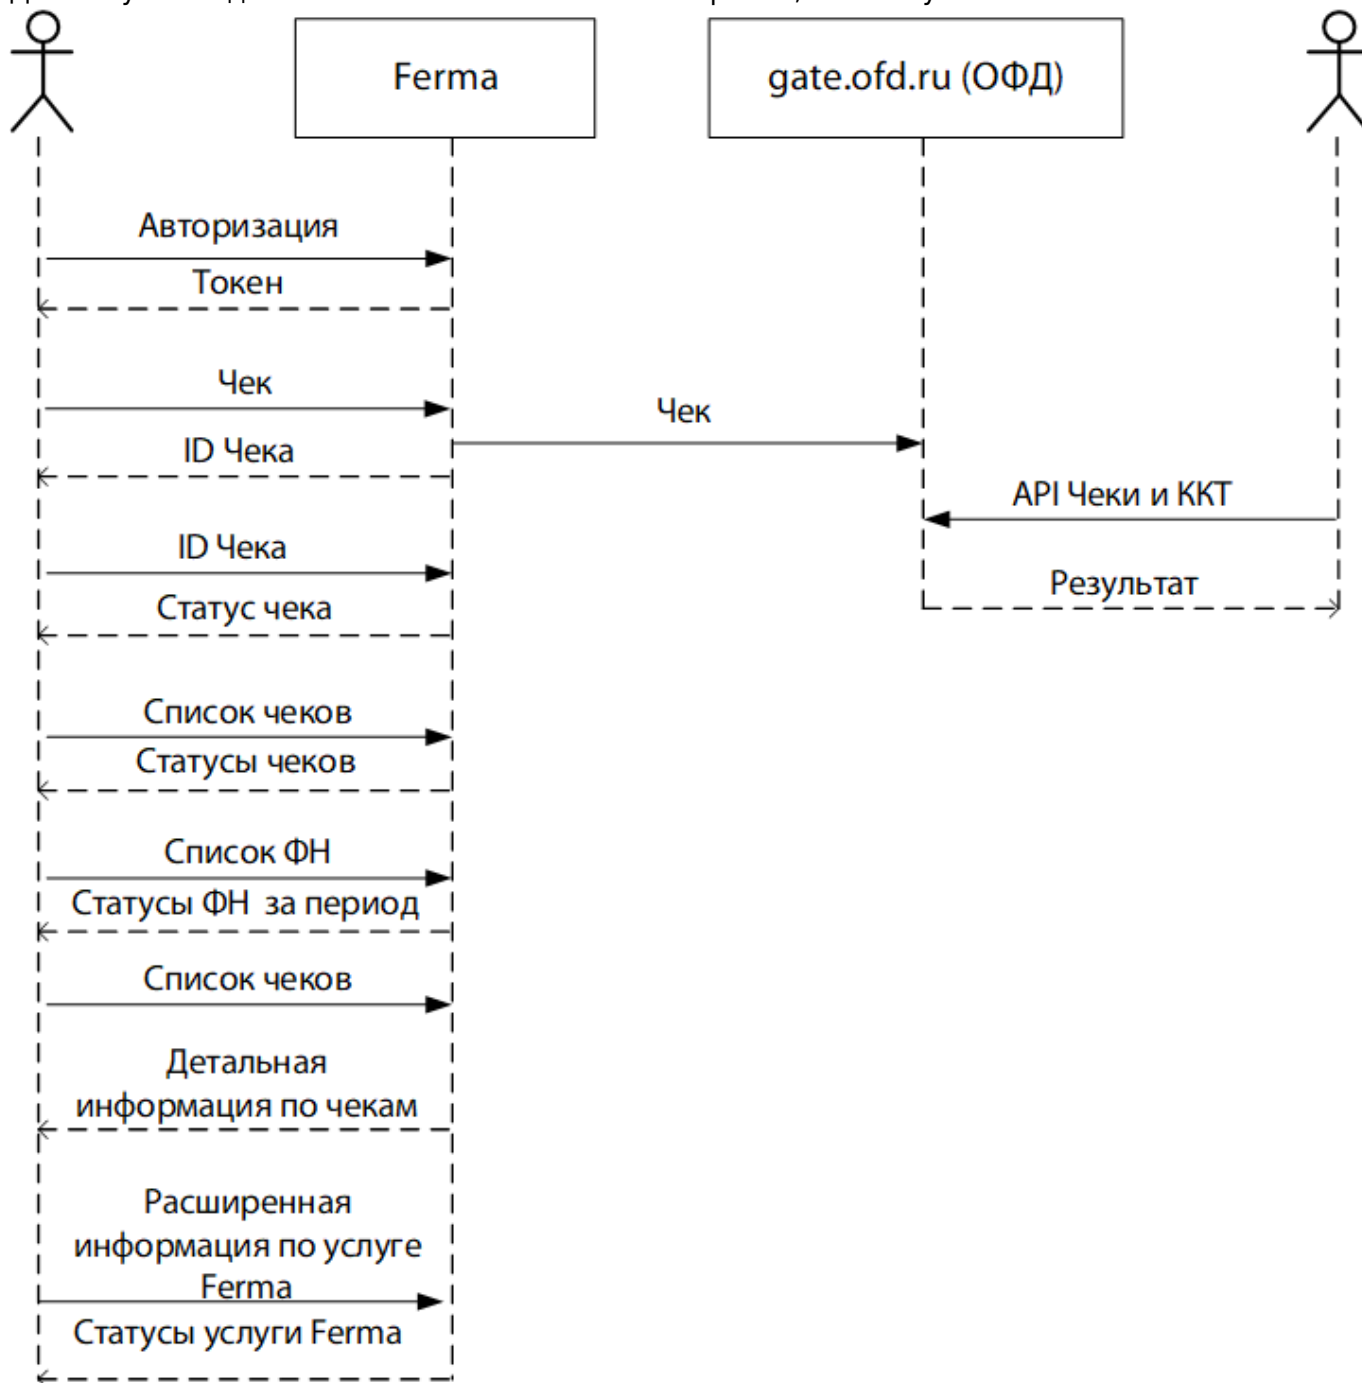 Ferma
gate.ofd.ru (ОФД)
Авторизация
Токен
Чек
Чек
ID Чека
API Чеки и ККТ
ID Чека
Результат
Статус чека
Список чеков
Статусы чеков
Список ФН
Статусы ФН за период
Список чеков
Детальная
информация по чекам
Расширенная
информация по услуге
Ferma
Статусы услуги Ferma